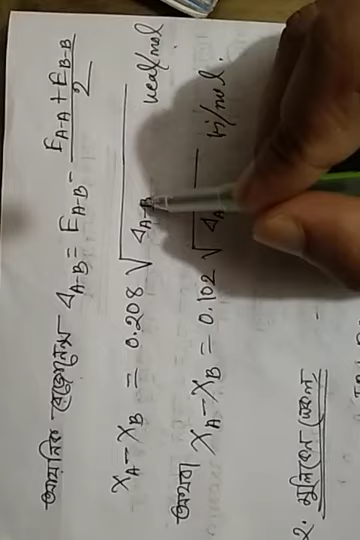 আয়নিক রেজোনেন্স Δ_A-B = E_A-B - (E_A-A + E_B-B)/2
X_A - X_B = 0.208 √Δ_A-B kcal/mol
অথবা X_A - X_B = 0.102 √Δ_A kJ/mol.
২. মুলিকেন স্কেল